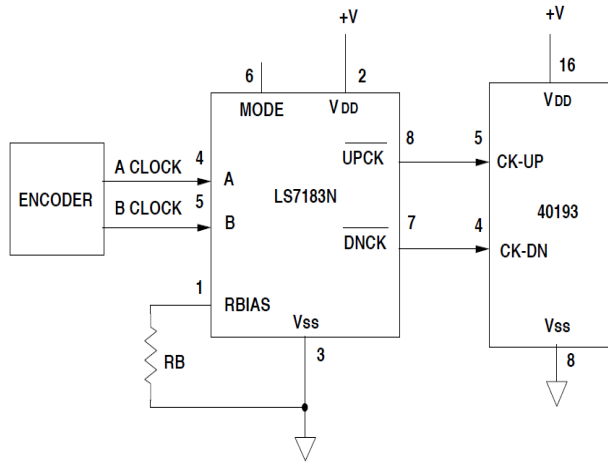 +V
+V
6
2
16
MODE
VDD
VDD
8
5
UPCK
CK-UP
A CLOCK
4
A
ENCODER
LS7183N
B CLOCK
5
B
7
4
40193
DNCK
CK-DN
1
RBIAS
Vss
Vss
3
8
RB